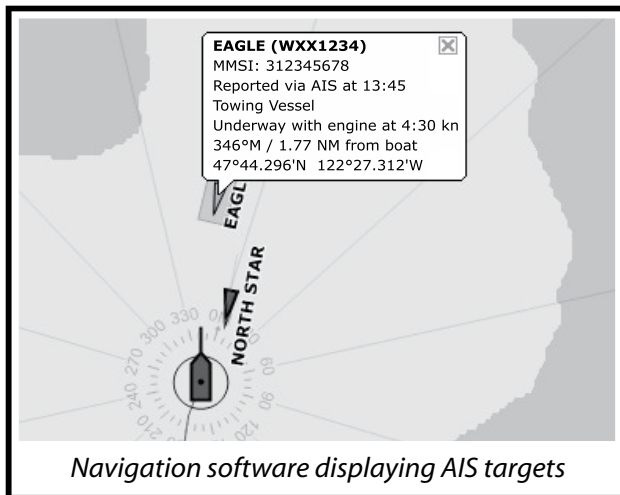 EAGLE (WXX1234)
MMSI: 312345678
Reported via AIS at 13:45
Towing Vessel
Underway with engine at 4:30 kn
346°M / 1.77 NM from boat
47°44.296'N 122°27.312'W
EAGL
NORTH STAR
330
300
270
240
210
60
90
120
Navigation software displaying AIS targets